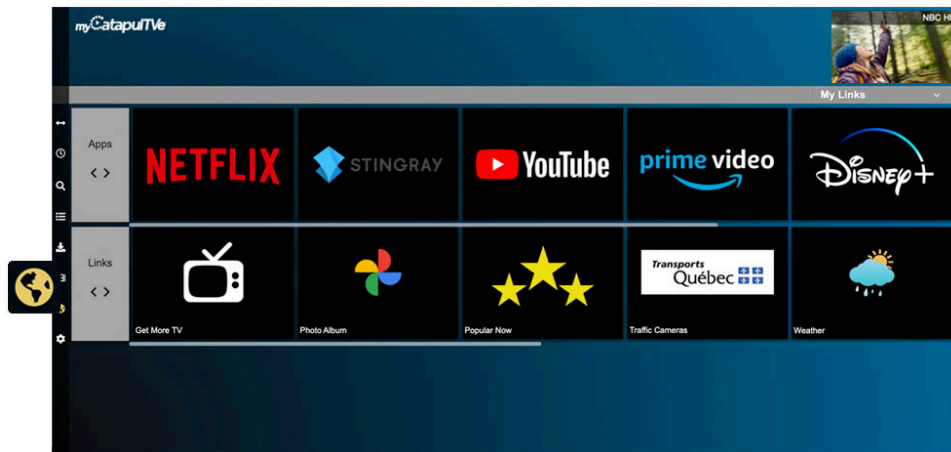 myCatapulTVe
NBC H
My Links
Apps
NETFLIX
STINGRAY
YouTube
prime video
Disney+
Links
Get More TV
Photo Album
Popular Now
Transports
Québec
Traffic Cameras
Weather